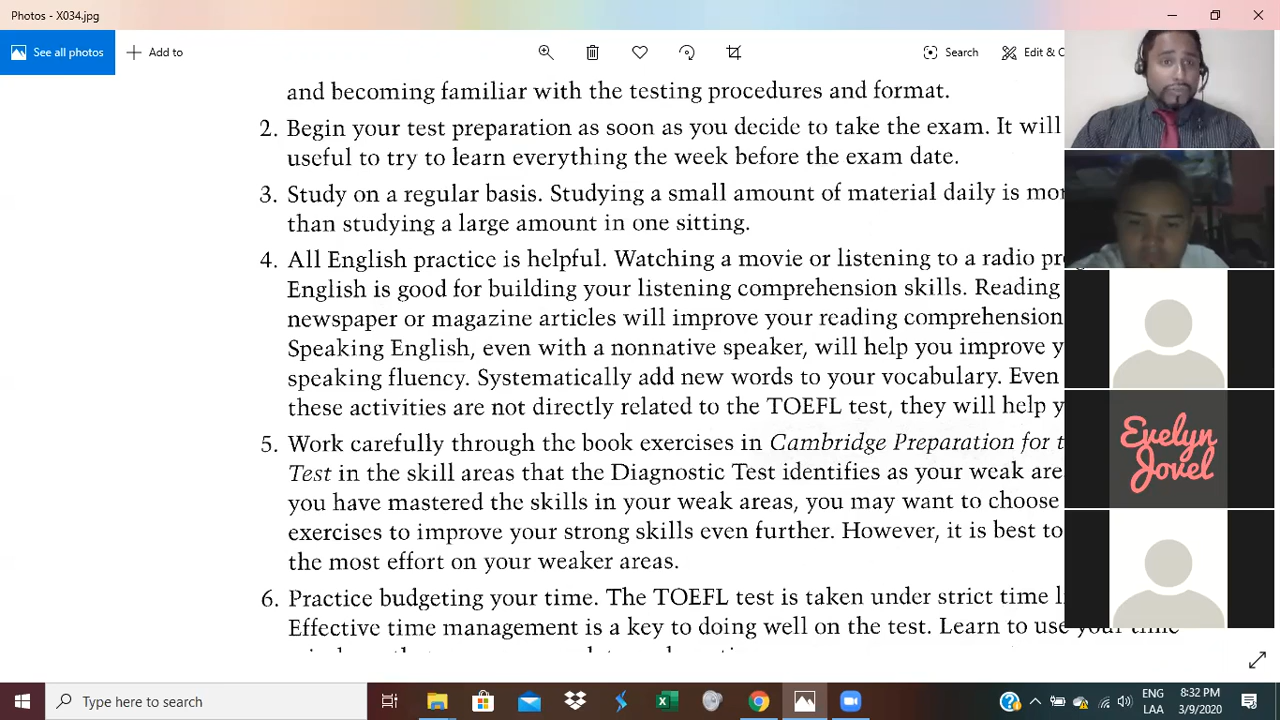 Photos - X034.jpg
See all photos
Add to
Search
Edit & C
and becoming familiar with the testing procedures and format.
2. Begin your test preparation as soon as you decide to take the exam. It will
useful to try to learn everything the week before the exam date.
3. Study on a regular basis. Studying a small amount of material daily is mo
than studying a large amount in one sitting.
4. All English practice is helpful. Watching a movie or listening to a radio pr
English is good for building your listening comprehension skills. Reading
newspaper or magazine articles will improve your reading comprehension
Speaking English, even with a nonnative speaker, will help you improve y
speaking fluency. Systematically add new words to your vocabulary. Even
these activities are not directly related to the TOEFL test, they will help y
5. Work carefully through the book exercises in Cambridge Preparation for t
Test in the skill areas that the Diagnostic Test identifies as your weak are
you have mastered the skills in your weak areas, you may want to choose
exercises to improve your strong skills even further. However, it is best to
the most effort on your weaker areas.
6. Practice budgeting your time. The TOEFL test is taken under strict time l
Effective time management is a key to doing well on the test. Learn to use your time
Evelyn
Jovel
Type here to search
ENG
LAA
8:32 PM
3/9/2020